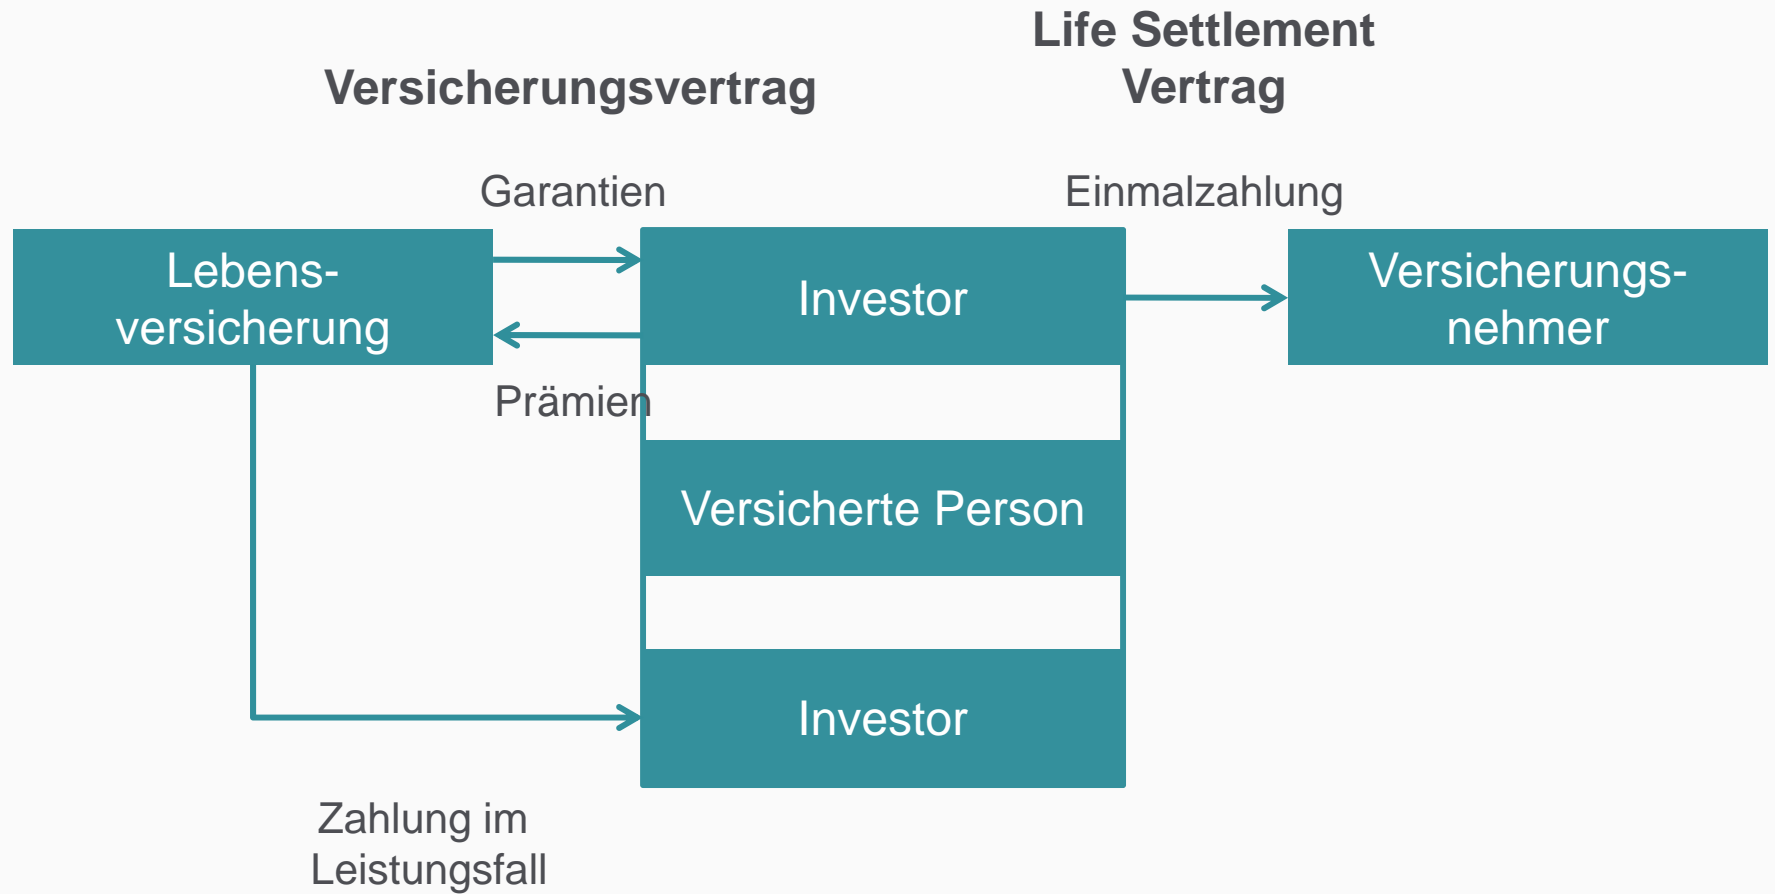 Life Settlement
Vertrag
Versicherungsvertrag
Garantien
Einmalzahlung
Lebens-
versicherung
Investor
Versicherungs-
nehmer
Prämien
Versicherte Person
Investor
Zahlung im
Leistungsfall